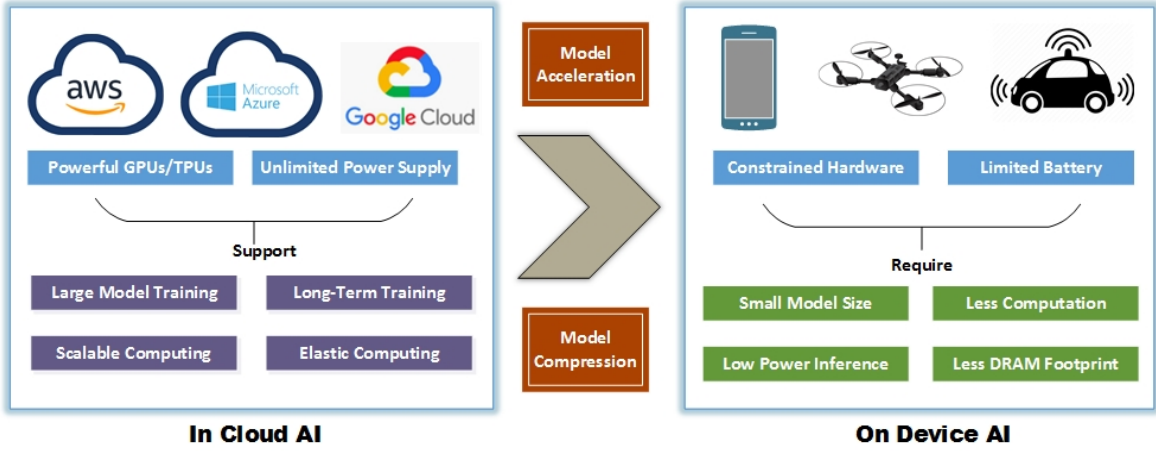 aws
Microsoft
Azure
Google Cloud
Powerful GPUs/TPUs
Unlimited Power Supply
Support
Large Model Training
Long-Term Training
Scalable Computing
Elastic Computing
In Cloud AI
Model
Acceleration
Model
Compression
Constrained Hardware
Limited Battery
Require
Small Model Size
Less Computation
Low Power Inference
Less DRAM Footprint
On Device AI